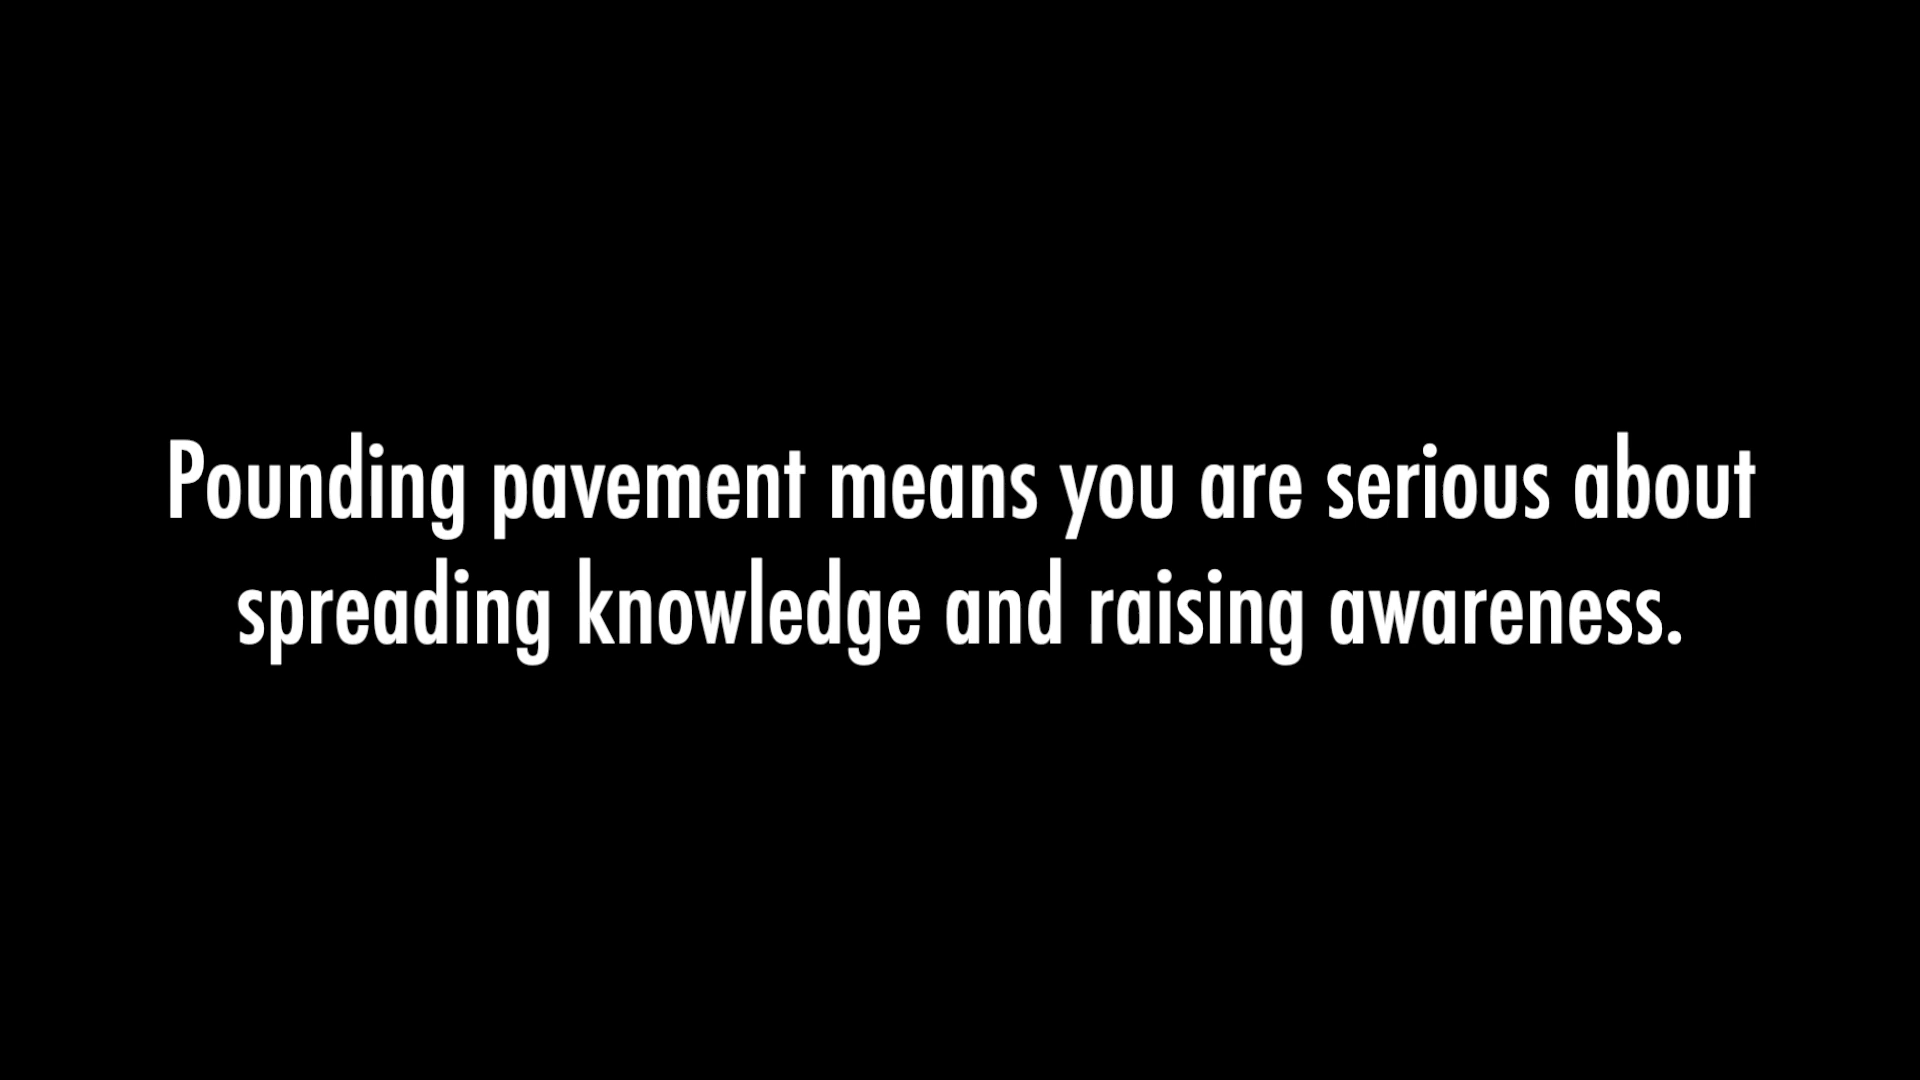 Pounding pavement means you are serious about
spreading knowledge and raising awareness.